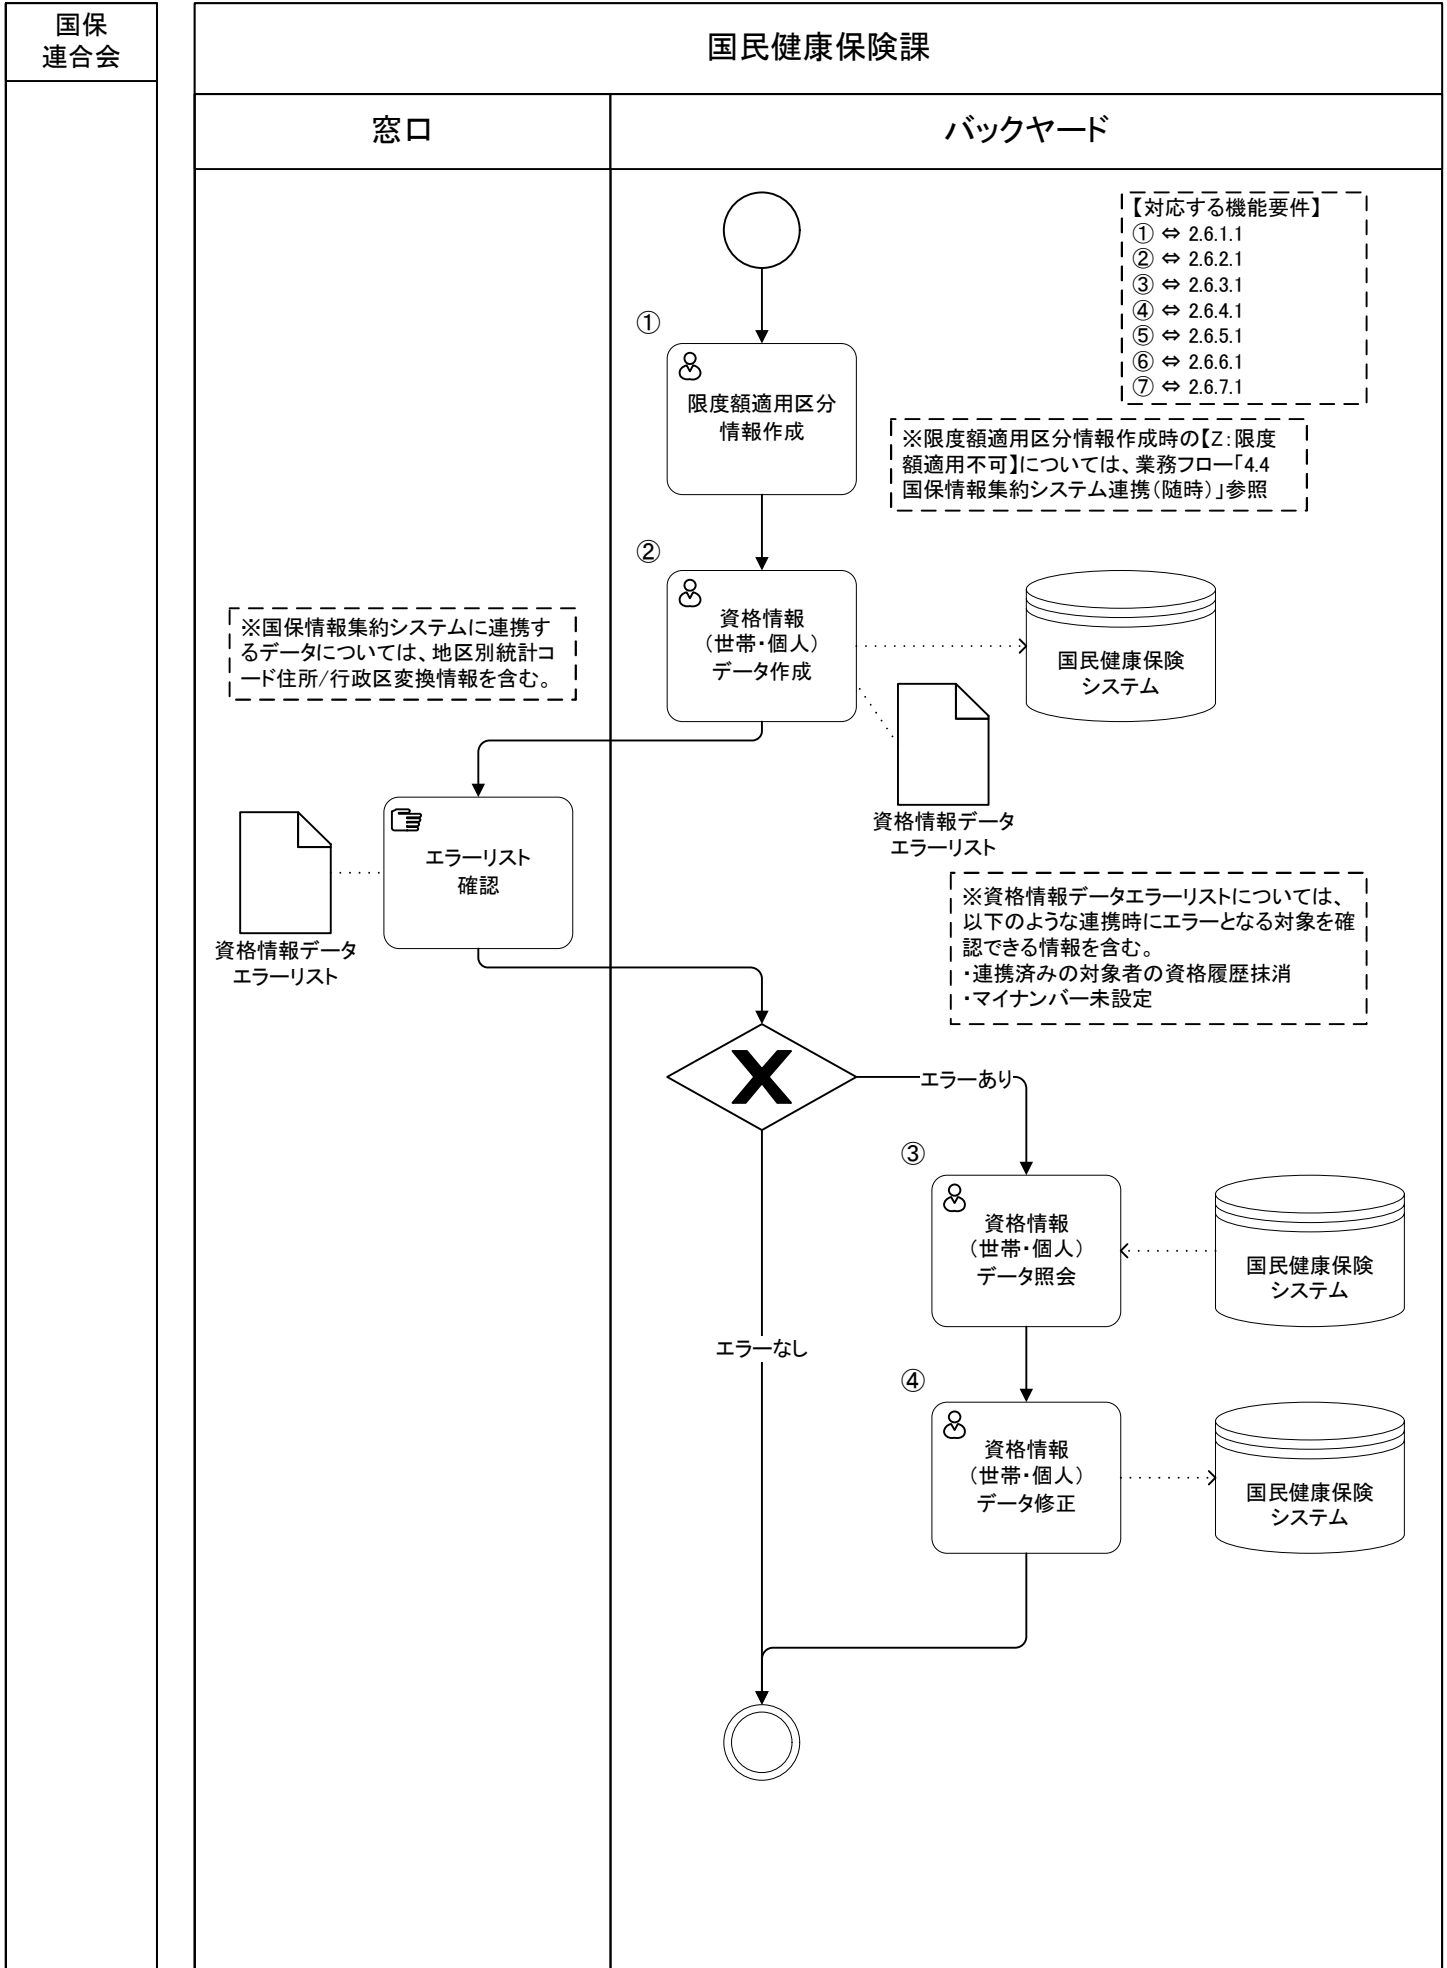 国保
連合会
国民健康保険課
窓口
バックヤード
【対応する機能要件】
① ⇔ 2.6.1.1
② ⇔ 2.6.2.1
③ ⇔ 2.6.3.1
④ ⇔ 2.6.4.1
⑤ ⇔ 2.6.5.1
⑥ ⇔ 2.6.6.1
⑦ ⇔ 2.6.7.1
①
限度額適用区分
情報作成
※限度額適用区分情報作成時の【Z：限度
額適用不可】については、業務フロー「4.4
国保情報集約システム連携（随時）」参照
②
資格情報
（世帯・個人）
データ作成
国民健康保険
システム
※国保情報集約システムに連携す
るデータについては、地区別統計コ
ード住所/行政区変換情報を含む。
資格情報データ
エラーリスト
エラーリスト
確認
資格情報データ
エラーリスト
※資格情報データエラーリストについては、
以下のような連携時にエラーとなる対象を確
認できる情報を含む。
・連携済みの対象者の資格履歴抹消
・マイナンバー未設定
X
エラーあり
③
資格情報
（世帯・個人）
データ照会
国民健康保険
システム
エラーなし
④
資格情報
（世帯・個人）
データ修正
国民健康保険
システム